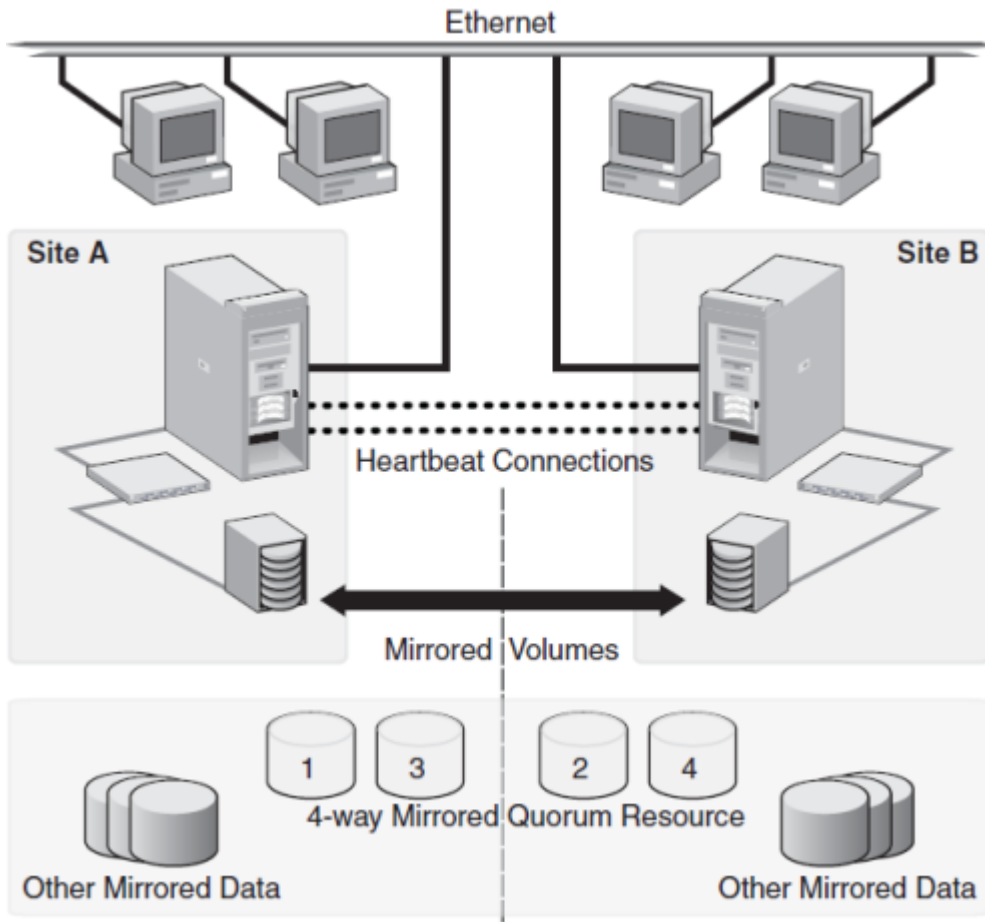 Ethernet
Site A
Site B
Heartbeat Connections
Mirrored Volumes
1 3 2 4
4-way Mirrored Quorum Resource
Other Mirrored Data
Other Mirrored Data